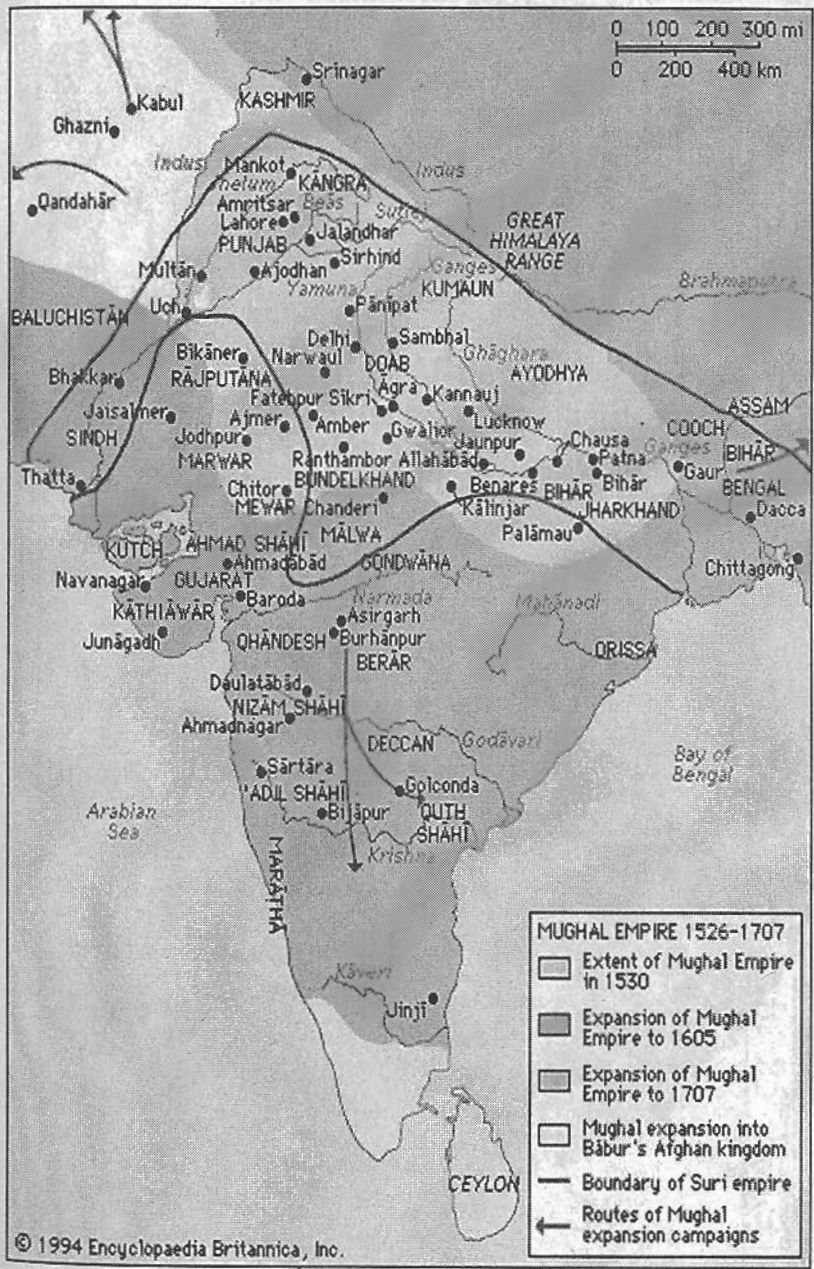 0 100 200 300 mi
0 200 400 km
Srinagar
KASHMIR
Kabul
Ghazni
Indus
Indus
Mankot
Jhelum
KĀNGRA
Qandahār
Amritsar
Beās
Sutlej
Lahore
Jalandhar
PUNJAB
Sirhind
GREAT
HIMALAYA
RANGE
Multān
Ajodhan
Ganges
Yamuna
KUMAUN
Brahmaputra
Uch
Pānīpat
BALUCHISTĀN
Delhi
Sambhal
Bikāner
Narwaul
DOAB
Ghāghara
Bhakkar
RĀJPUTĀNA
AYODHYA
Fatehpur Sīkri
Āgra
Kannauj
Jaisalmer
Ajmer
Amber
Lucknow
ASSAM
SINDH
Jodhpur
Gwalior
Chausa
COOCH
MARWAR
Ranthambor
Allahābād
Jaunpur
Patna
Ganges
BIHĀR
Thatta
Chitor
BUNDELKHAND
Benares
BIHĀR
Bihār
Gaur
BENGAL
MEWAR
Chanderi
Kālinjar
JHARKHAND
Dacca
MĀLWA
Palāmau
KUTCH
AHMAD SHĀHĪ
Ahmadābād
GONDWĀNA
Chittagong
Navanagar
GUJARAT
KĀTHIĀWĀR
Baroda
Narmada
Mahānadi
Asirgarh
Junāgadh
QHĀNDESH
Burhānpur
BERĀR
ORISSA
Daulatābād
NIZĀM SHĀHĪ
Ahmadnagar
DECCAN
Godāvari
Bay of
Bengal
Sārtāra
'ADIL SHĀHĪ
Golconda
Arabian
Sea
Bijāpur
QUTH
SHĀHĪ
Krishna
MARĀTHĀ
Kāveri
Jinjī
CEYLON
MUGHAL EMPIRE 1526-1707
Extent of Mughal Empire
in 1530
Expansion of Mughal
Empire to 1605
Expansion of Mughal
Empire to 1707
Mughal expansion into
Bābur's Afghan kingdom
Boundary of Suri empire
Routes of Mughal
expansion campaigns
© 1994 Encyclopaedia Britannica, Inc.